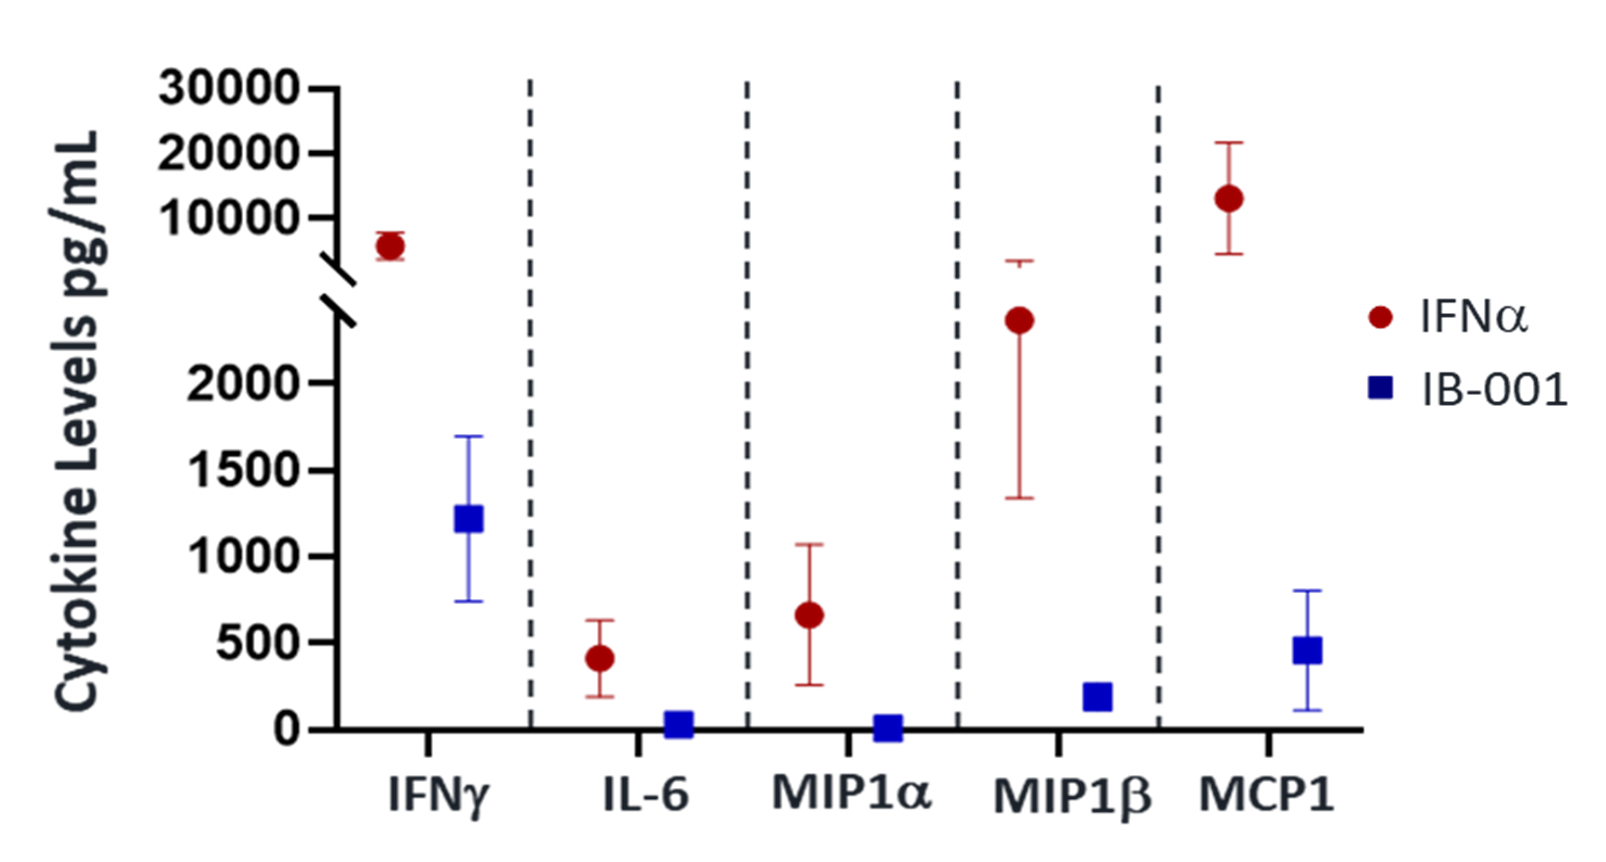 Cytokine Levels pg/mL
30000
20000
10000
2000
1500
1000
500
0
IFNγ
IL-6
MIP1α
MIP1β
MCP1
IFNα
IB-001